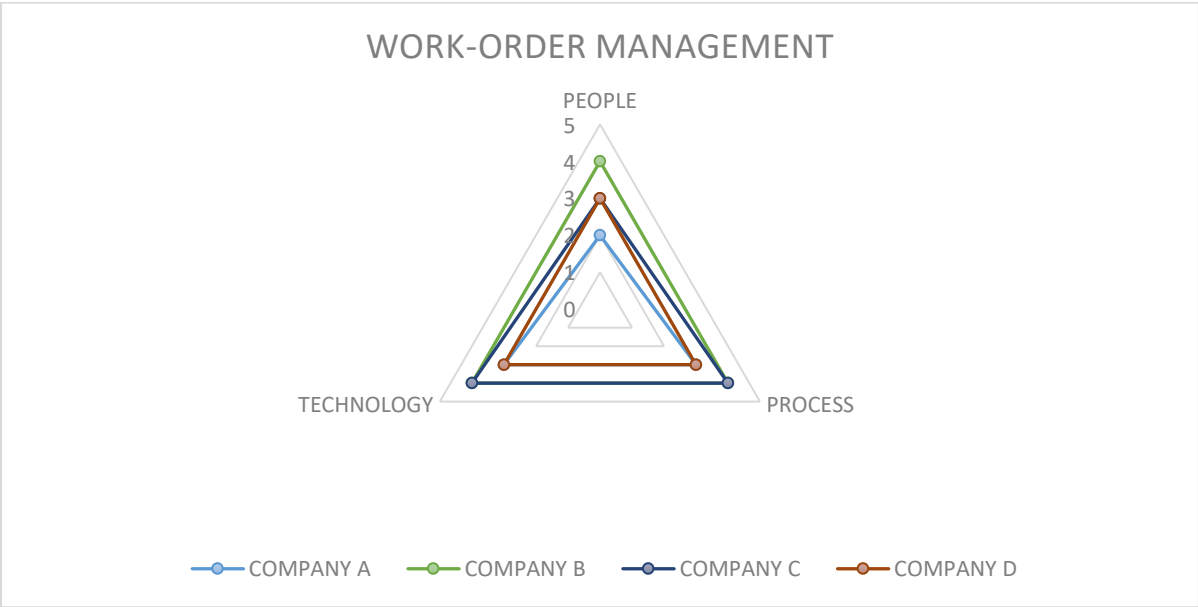 WORK-ORDER MANAGEMENT
PEOPLE
5
4
3
2
1
0
TECHNOLOGY
PROCESS
COMPANY A COMPANY B COMPANY C COMPANY D